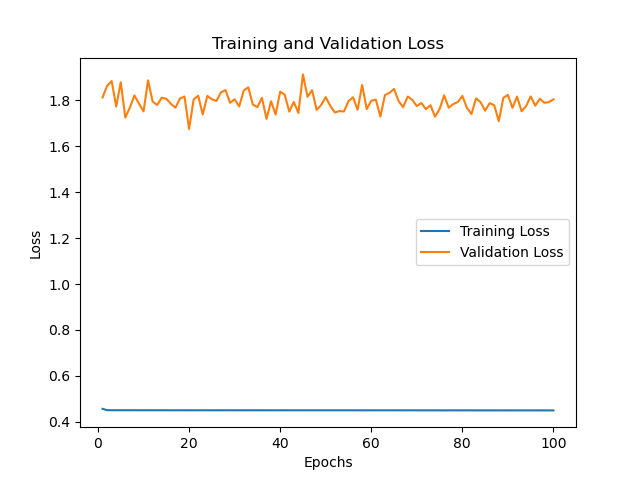 Training and Validation Loss
1.8
1.6
1.4
1.2
1.0
0.8
0.6
0.4
Loss
Training Loss
Validation Loss
0 20 40 60 80 100
Epochs